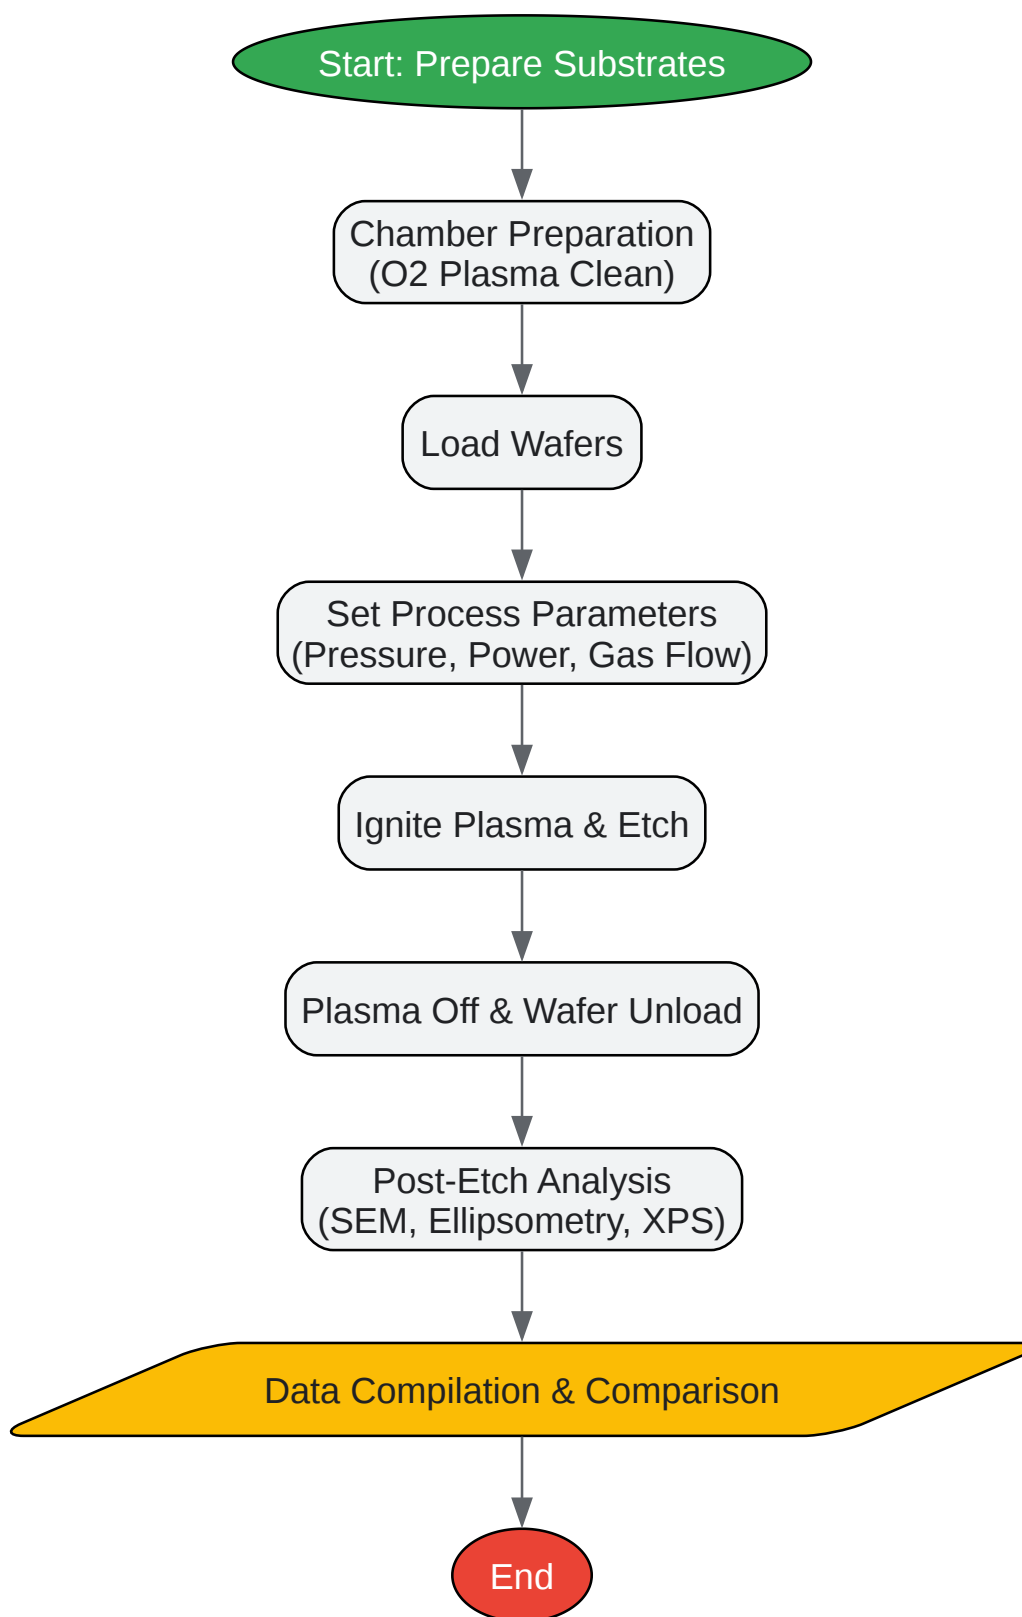 Start: Prepare Substrates
Chamber Preparation
(O2 Plasma Clean)
Load Wafers
Set Process Parameters
(Pressure, Power, Gas Flow)
Ignite Plasma & Etch
Plasma Off & Wafer Unload
Post-Etch Analysis
(SEM, Ellipsometry, XPS)
Data Compilation & Comparison
End